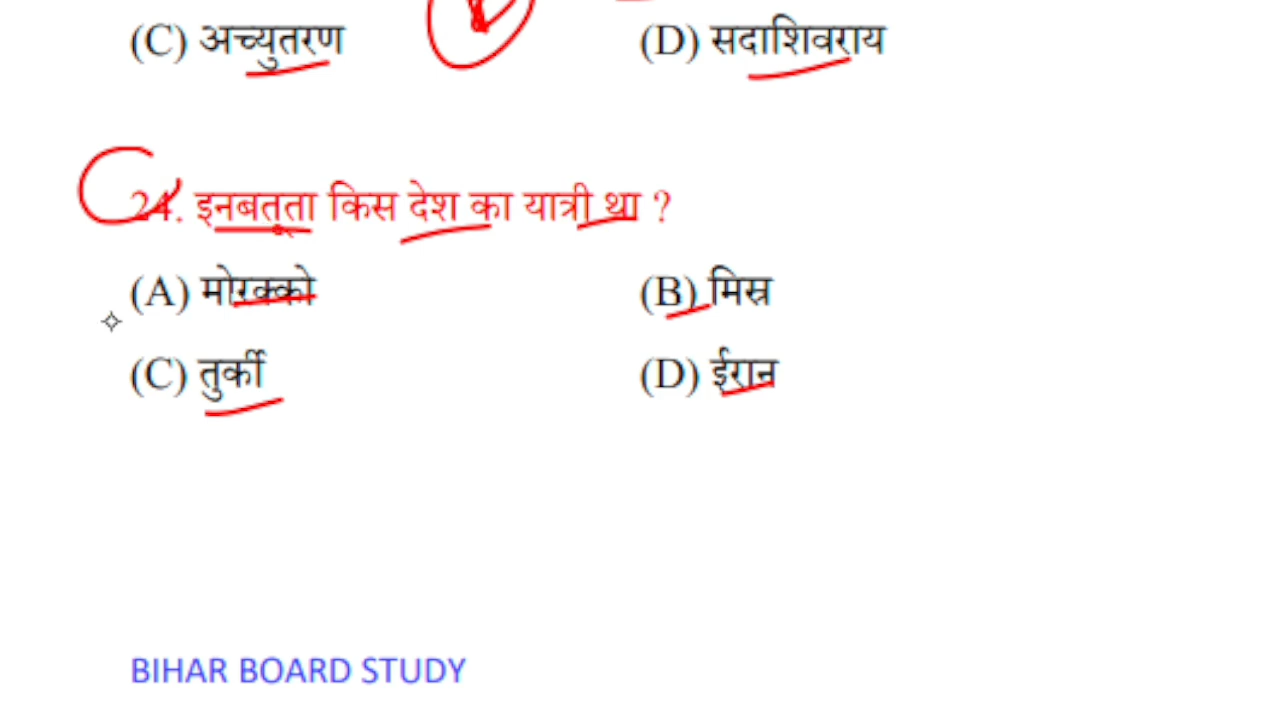 (C) अच्युतरण (D) सदाशिवराय
24. इनबतूता किस देश का यात्री था ?
(A) मोरक्को (B) मिस्र
(C) तुर्की (D) ईरान
BIHAR BOARD STUDY